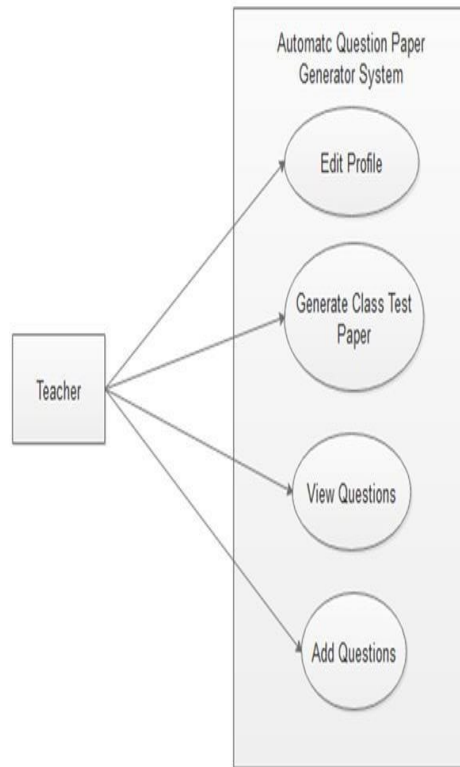 Automatc Question Paper
Generator System
Edit Profile
Generate Class Test
Paper
Teacher
View Questions
Add Questions